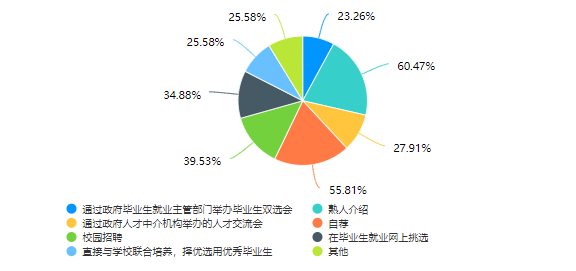 25.58% 23.26%
25.58%
60.47%
34.88%
27.91%
39.53%
55.81%
通过政府毕业生就业主管部门举办毕业生双选会 熟人介绍
通过政府人才中介机构举办的人才交流会 自荐
校园招聘 在毕业生就业网上挑选
直接与学校联合培养，择优选用优秀毕业生 其他